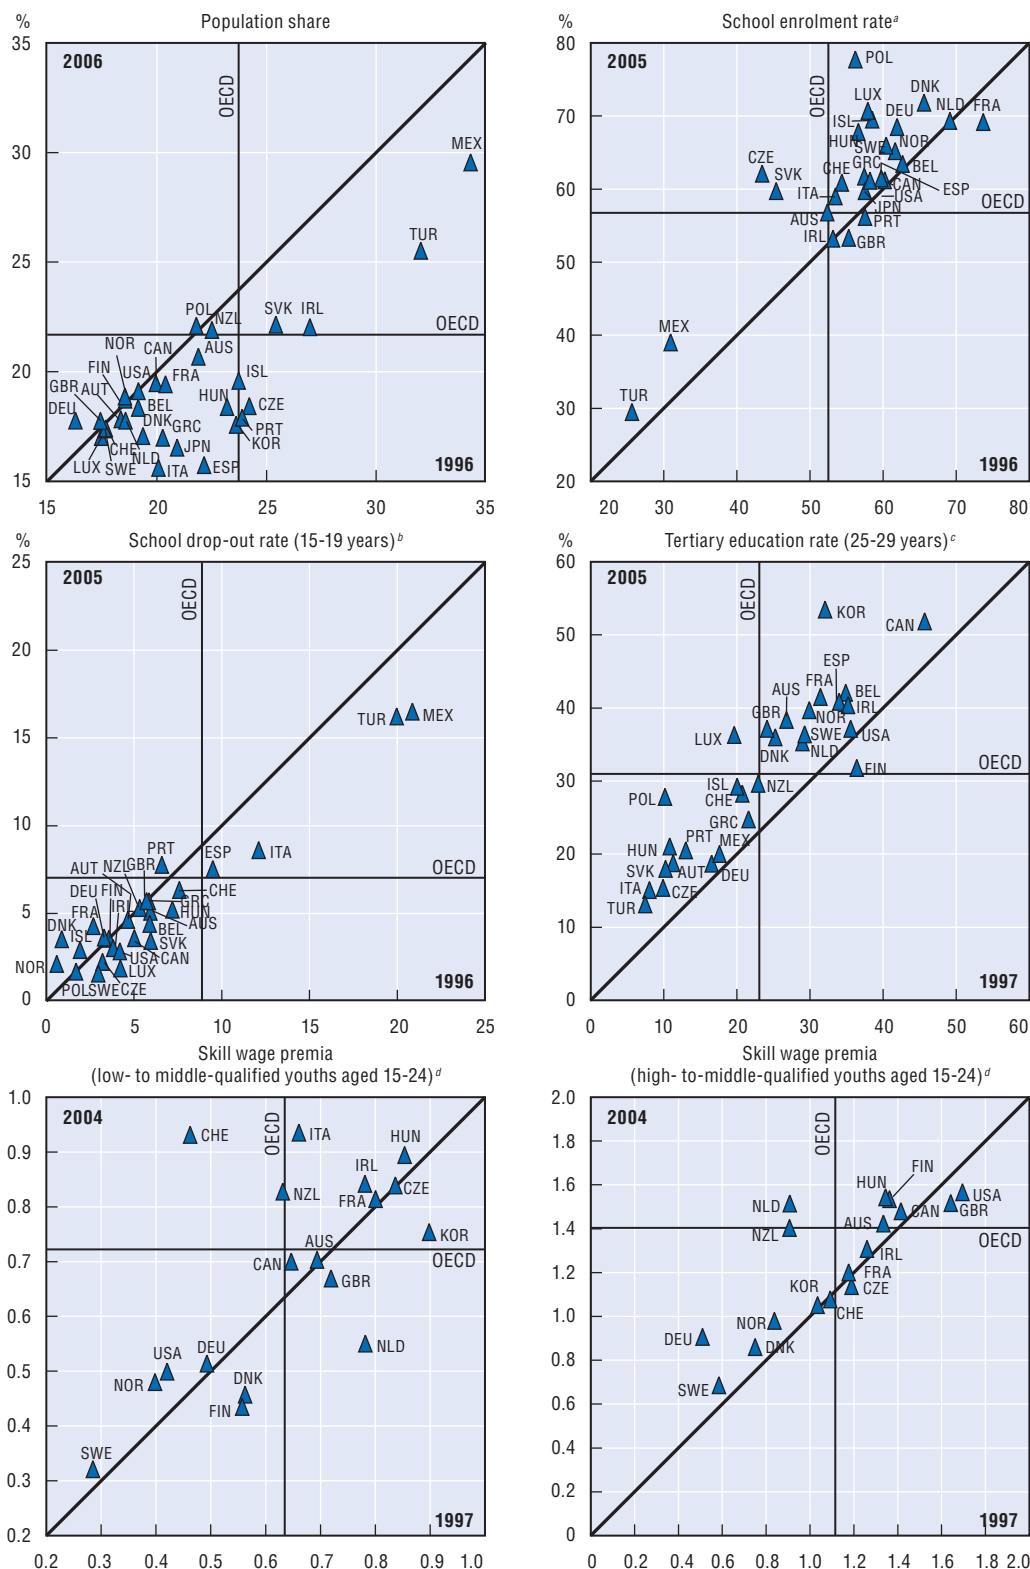 Population share
%
35
30
25
20
15
2006
OECD
MEX
TUR
SVK IRL
POL
NZL
OECD
NOR
CAN
AUS
FIN
USA
FRA
ISL
GBR
AUT
HUN
CZE
DEU
BEL
DNK
GRC
PRT
CHE
JPN
KOR
LUX
SWE
NLD
ITA
ESP
1996
15 20 25 30 35
School enrolment rate a
%
80
70
60
50
40
30
20
2005
OECD
POL
LUX
DNK
NLD
FRA
ISL
DEU
HUN
SWE
NOR
CZE
SVK
CHE
GRC
BEL
ITA
CAN
ESP
USA
JPN
OECD
AUS
PRT
IRL
GBR
MEX
TUR
1996
20 30 40 50 60 70 80
School drop-out rate (15-19 years) b
%
25
20
15
10
5
0
2005
OECD
TUR
MEX
PRT
ESP
ITA
OECD
AUT
NZL
GBR
DEU
FIN
IRL
CHE
GRC
HUN
FRA
AUS
DNK
ISL
BEL
SVK
NOR
USA
CAN
LUX
POL
SWE
CZE
1996
0 5 10 15 20 25
Tertiary education rate (25-29 years) c
%
60
50
40
30
20
10
0
2005
OECD
KOR
CAN
ESP
FRA
BEL
AUS
IRL
GBR
NOR
LUX
SWE
USA
DNK
NLD
FIN
OECD
ISL
NZL
POL
CHE
GRC
PRT
MEX
HUN
SVK
AUT
DEU
ITA
CZE
TUR
1997
0 10 20 30 40 50 60
Skill wage premia
(low- to middle-qualified youths aged 15-24) d
1.0
0.9
0.8
0.7
0.6
0.5
0.4
0.3
0.2
2004
OECD
CHE
ITA
HUN
IRL
NZL
FRA
CZE
KOR
AUS
OECD
CAN
GBR
NLD
USA
DEU
NOR
DNK
FIN
SWE
1997
0.2 0.3 0.4 0.5 0.6 0.7 0.8 0.9 1.0
Skill wage premia
(high- to-middle-qualified youths aged 15-24) d
2.0
1.8
1.6
1.4
1.2
1.0
0.8
0.6
0.4
0.2
0
2004
OECD
FIN
HUN
USA
NLD
CAN
GBR
AUS
NZL
OECD
IRL
FRA
KOR
CZE
CHE
NOR
DEU
DNK
SWE
1997
0 0.2 0.4 0.6 0.8 1.0 1.2 1.4 1.6 1.8 2.0